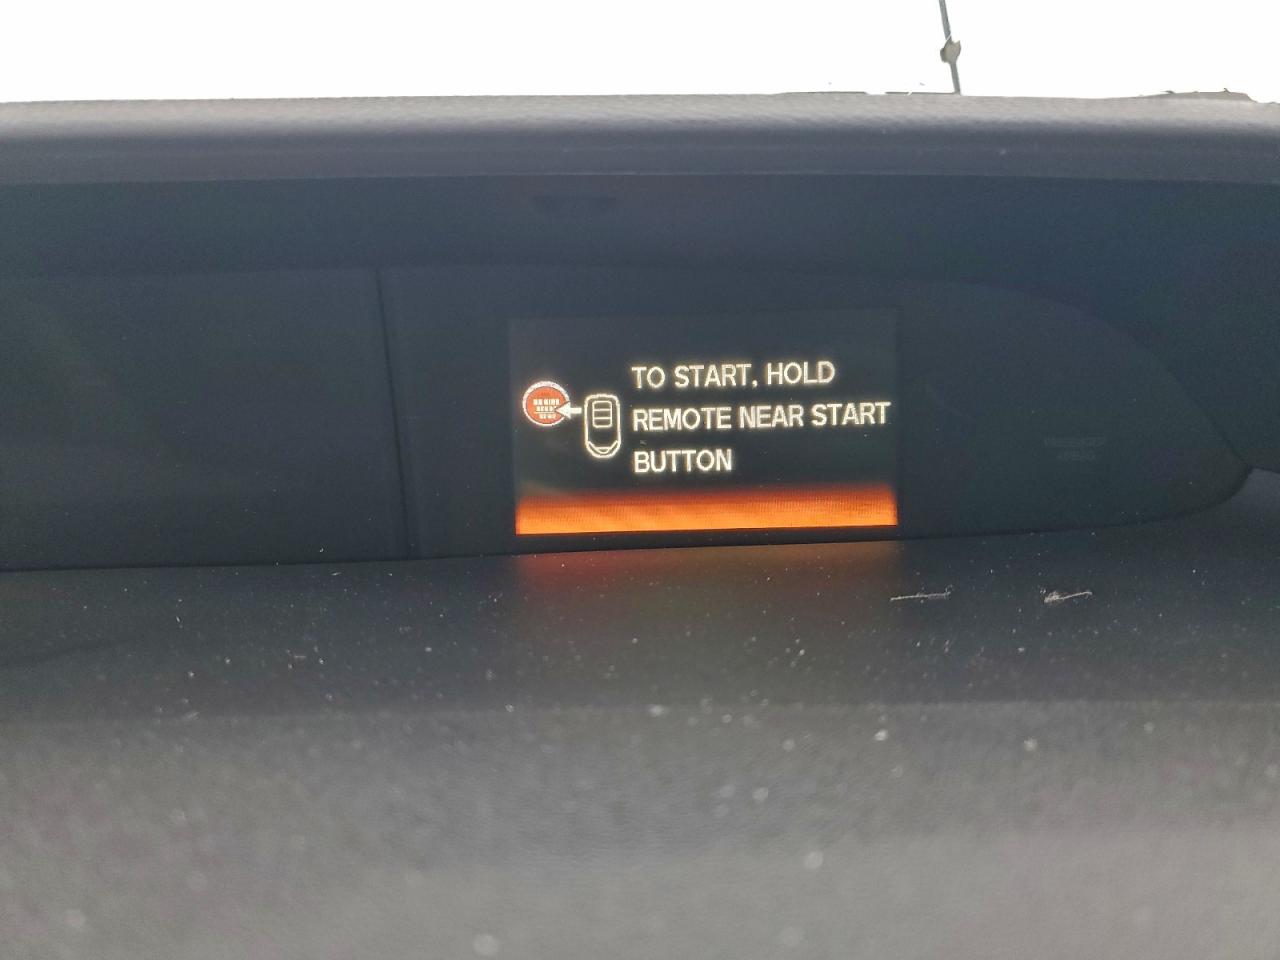 TO START, HOLD
REMOTE NEAR START
BUTTON